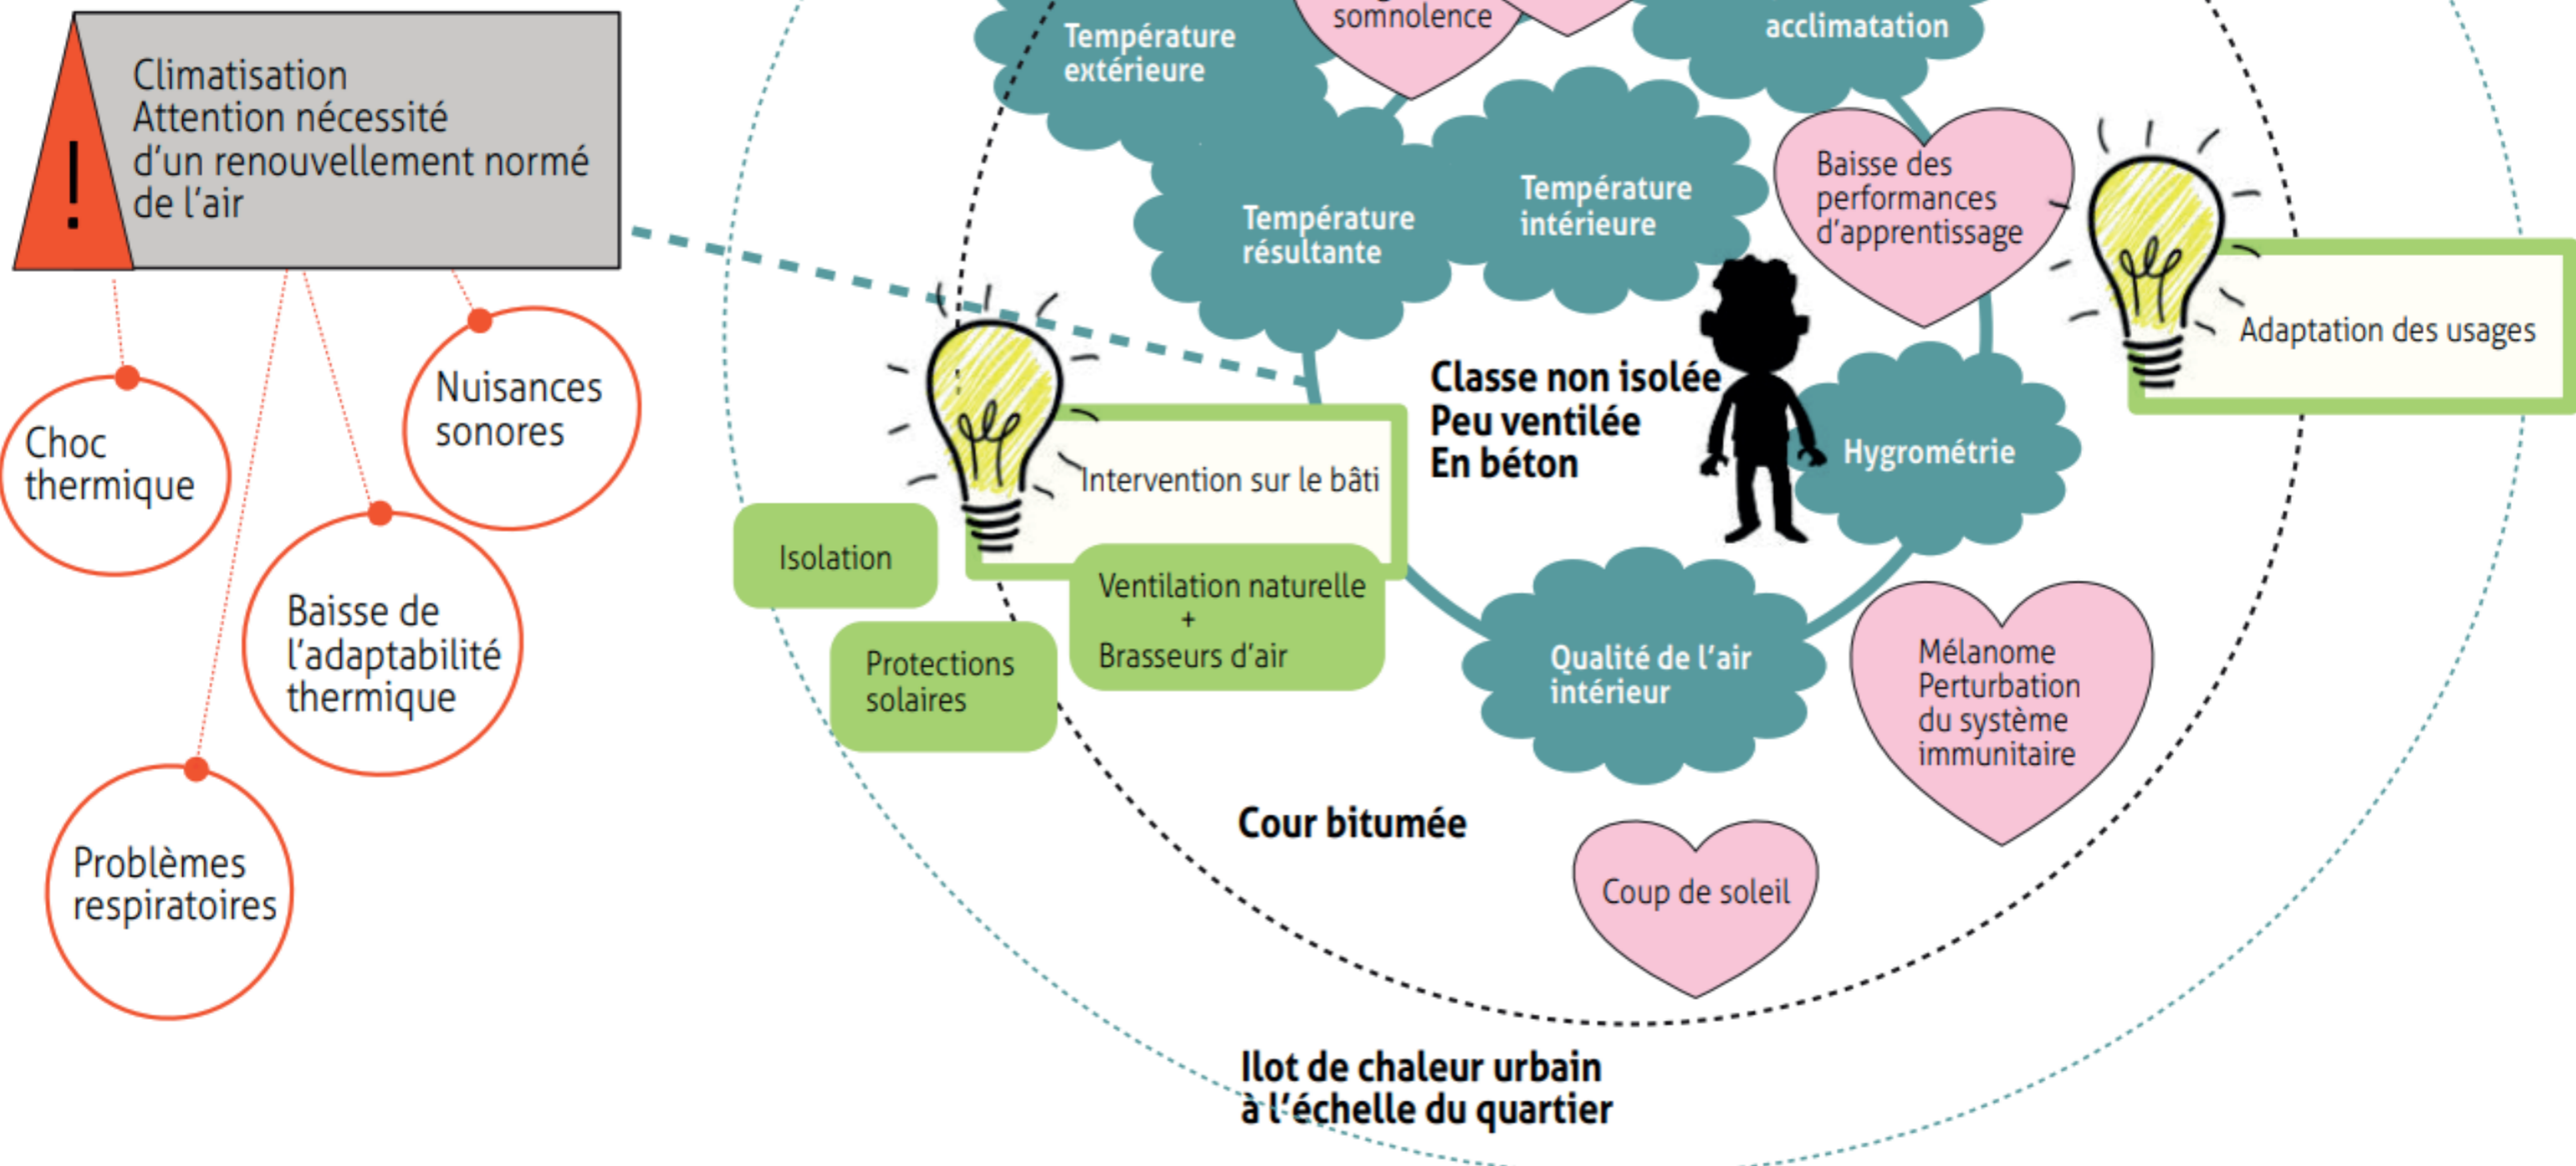 somnolence
acclimatation
Température
extérieure
Climatisation
Attention nécessité
d'un renouvellement normé
de l'air
!
Température
intérieure
Température
résultante
Baisse des
performances
d'apprentissage
Adaptation des usages
Nuisances
sonores
Choc
thermique
Classe non isolée
Peu ventilée
En béton
Hygrométrie
Intervention sur le bâti
Isolation
Ventilation naturelle
+
Brasseurs d'air
Protections
solaires
Baisse de
l'adaptabilité
thermique
Qualité de l'air
intérieur
Mélanome
Perturbation
du système
immunitaire
Problèmes
respiratoires
Cour bitumée
Coup de soleil
Ilot de chaleur urbain
à l'échelle du quartier